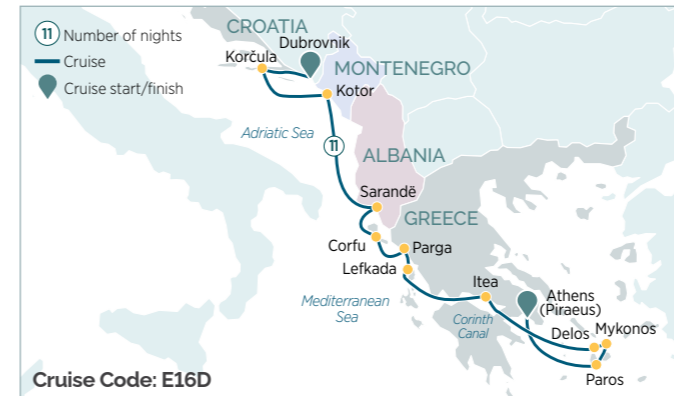 11 Number of nights
Cruise
Cruise start/finish
CROATIA
Dubrovnik
Korčula
MONTENEGRO
Kotor
Adriatic Sea
11
ALBANIA
Sarandë
GREECE
Corfu
Parga
Lefkada
Itea
Mediterranean
Sea
Athens
(Piraeus)
Corinth
Canal
Delos
Mykonos
Paros
Cruise Code: E16D